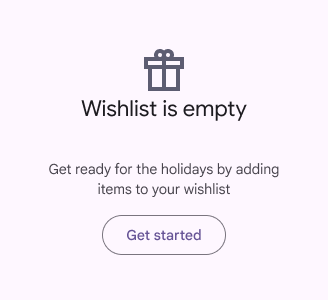 Wishlist is empty
Get ready for the holidays by adding
items to your wishlist
Get started